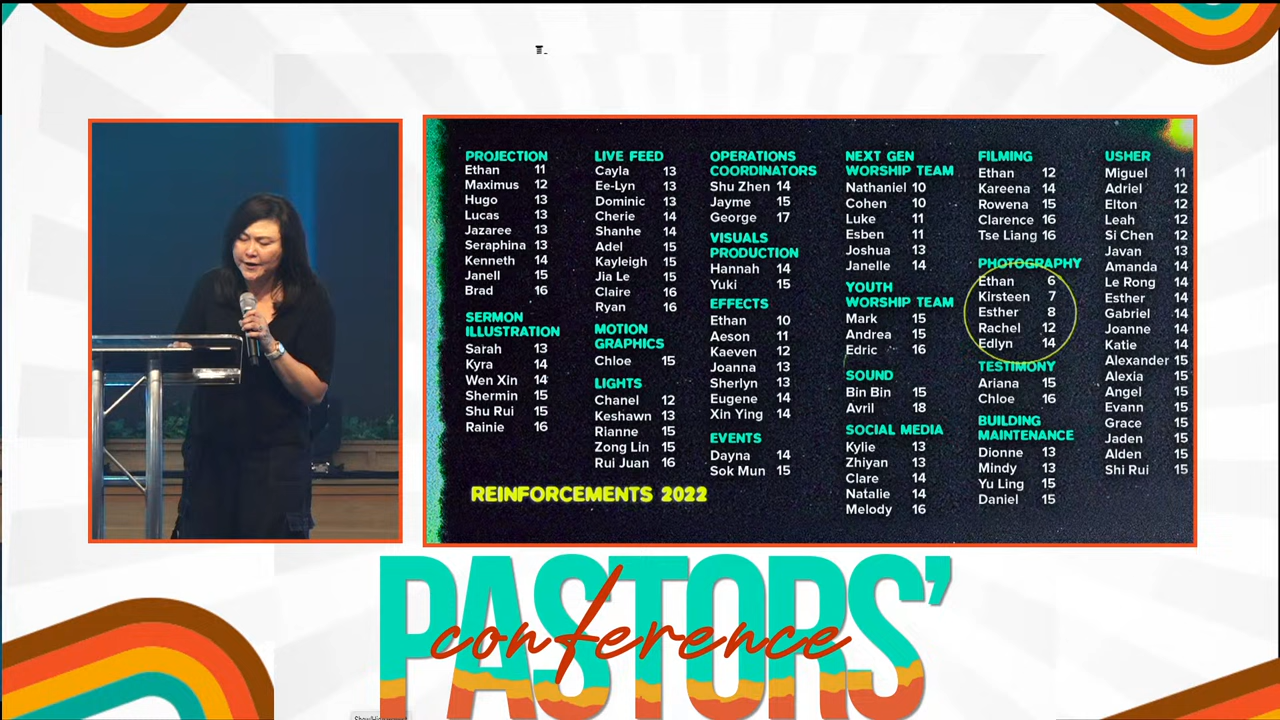 PROJECTION
Ethan 11
Maximus 12
Hugo 13
Lucas 13
Jazaree 13
Seraphina 13
Kenneth 14
Janell 15
Brad 16
SERMON
ILLUSTRATION
Sarah 13
Kyra 14
Wen Xin 14
Shermin 15
Shu Rui 15
Rainie 16
LIVE FEED
Cayla 13
Ee-Lyn 13
Dominic 13
Cherie 14
Shanhe 14
Adel 15
Kayleigh 15
Jia Le 15
Claire 16
Ryan 16
MOTION
GRAPHICS
Chloe 15
LIGHTS
Chanel 12
Keshawn 13
Rianne 15
Zong Lin 15
Rui Juan 16
OPERATIONS
COORDINATORS
Shu Zhen 14
Jayme 15
George 17
VISUALS
PRODUCTION
Hannah 14
Yuki 15
EFFECTS
Ethan 10
Aeson 11
Kaeven 12
Joanna 13
Sherlyn 13
Eugene 14
Xin Ying 14
EVENTS
Dayna 14
Sok Mun 15
NEXT GEN
WORSHIP TEAM
Nathaniel 10
Cohen 10
Luke 11
Esben 11
Joshua 13
Janelle 14
YOUTH
WORSHIP TEAM
Mark 15
Andrea 15
Edric 16
SOUND
Bin Bin 15
Avril 18
SOCIAL MEDIA
Kylie 13
Zhiyan 13
Clare 14
Natalie 14
Melody 16
FILMING
Ethan 12
Kareena 14
Rowena 15
Clarence 16
Tse Liang 16
PHOTOGRAPHY
Ethan 6
Kirsteen 7
Esther 8
Rachel 12
Edlyn 14
TESTIMONY
Ariana 15
Chloe 16
BUILDING
MAINTENANCE
Dionne 13
Mindy 13
Yu Ling 15
Daniel 15
USHER
Miguel 11
Adriel 12
Elton 12
Leah 12
Si Chen 12
Javan 13
Amanda 14
Le Rong 14
Esther 14
Gabriel 14
Joanne 14
Katie 14
Alexander 15
Alexia 15
Angel 15
Evann 15
Grace 15
Jaden 15
Alden 15
Shi Rui 15
REINFORCEMENTS 2022
PASTORS'
conference